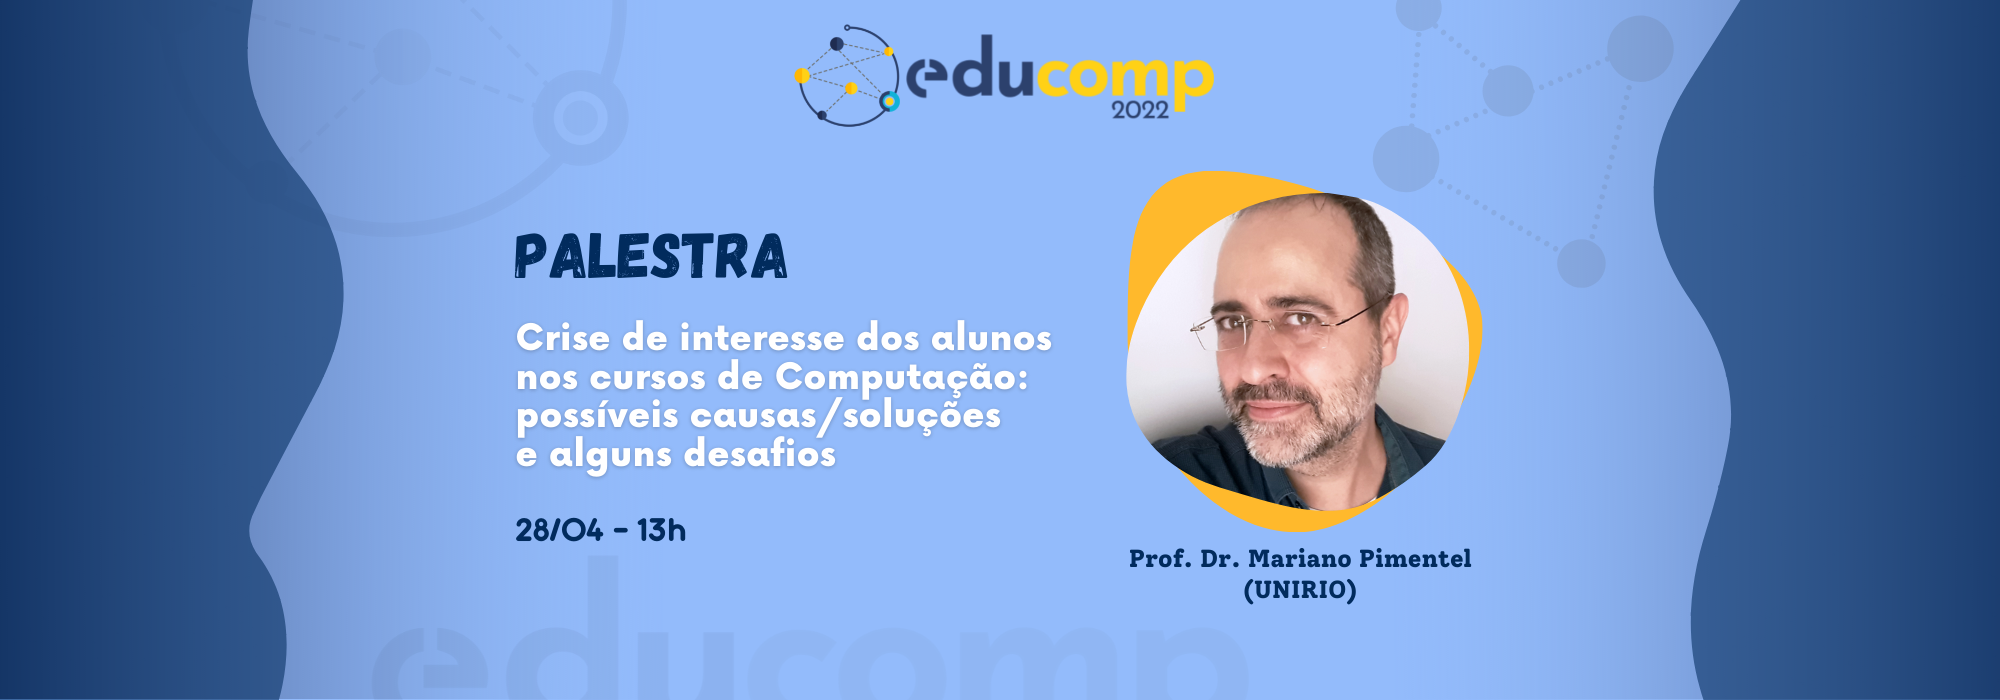 educomp
2022
PALESTRA
Crise de interesse dos alunos
nos cursos de Computação:
possíveis causas/soluções
e alguns desafios
28/04 - 13h
Prof. Dr. Mariano Pimentel
(UNIRIO)
educomp